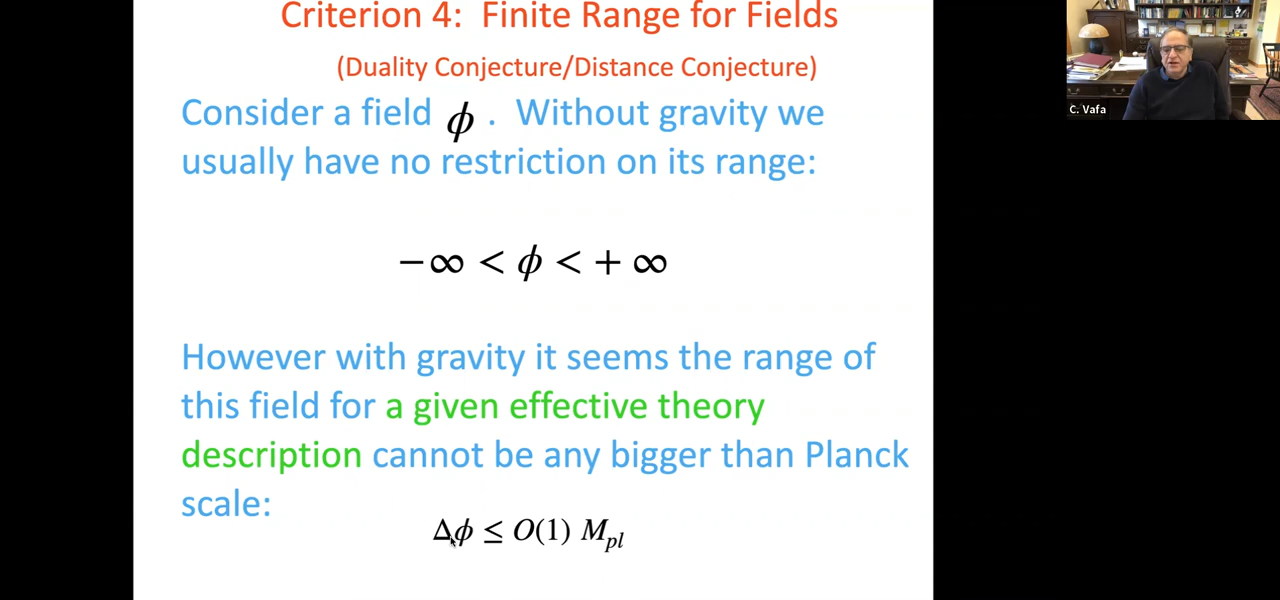 Criterion 4: Finite Range for Fields
(Duality Conjecture/Distance Conjecture)
Consider a field ϕ . Without gravity we
usually have no restriction on its range:
−∞ < ϕ < + ∞
However with gravity it seems the range of
this field for a given effective theory
description cannot be any bigger than Planck
scale:
Δϕ ≤ O(1) Mpl
C. Vafa